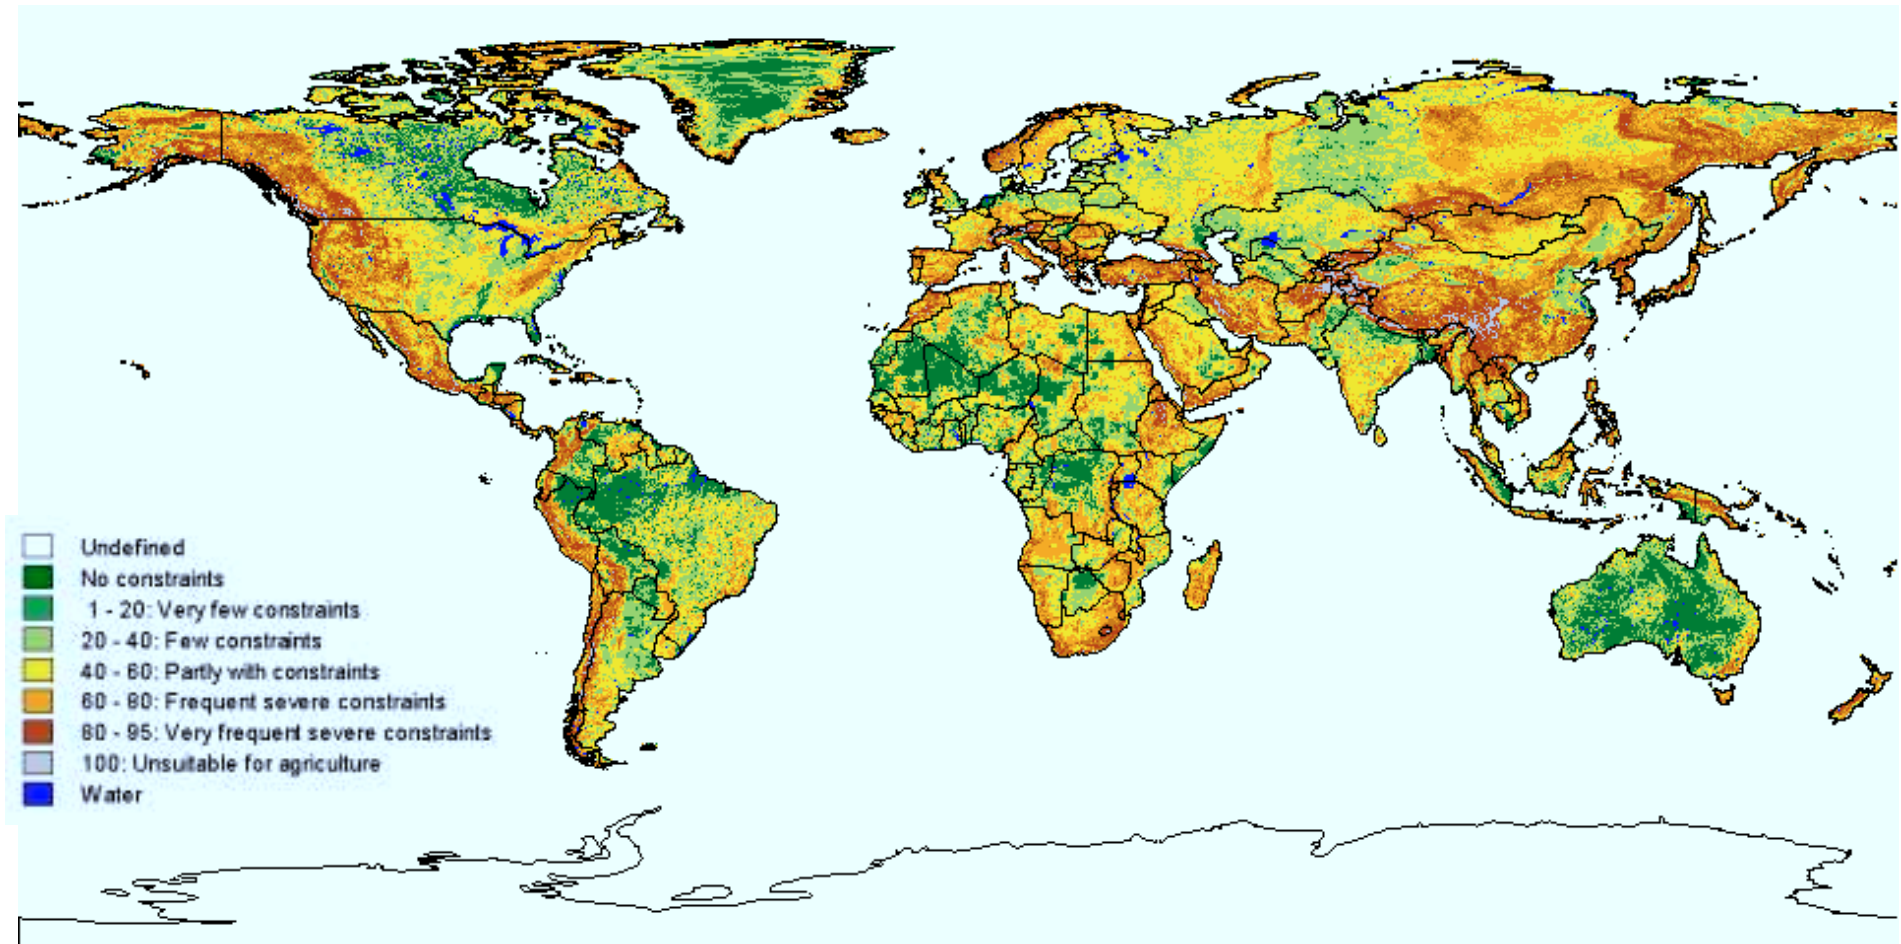 Undefined
No constraints
1 - 20: Very few constraints
20 - 40: Few constraints
40 - 60: Partly with constraints
60 - 80: Frequent severe constraints
80 - 95: Very frequent severe constraints
100: Unsuitable for agriculture
Water